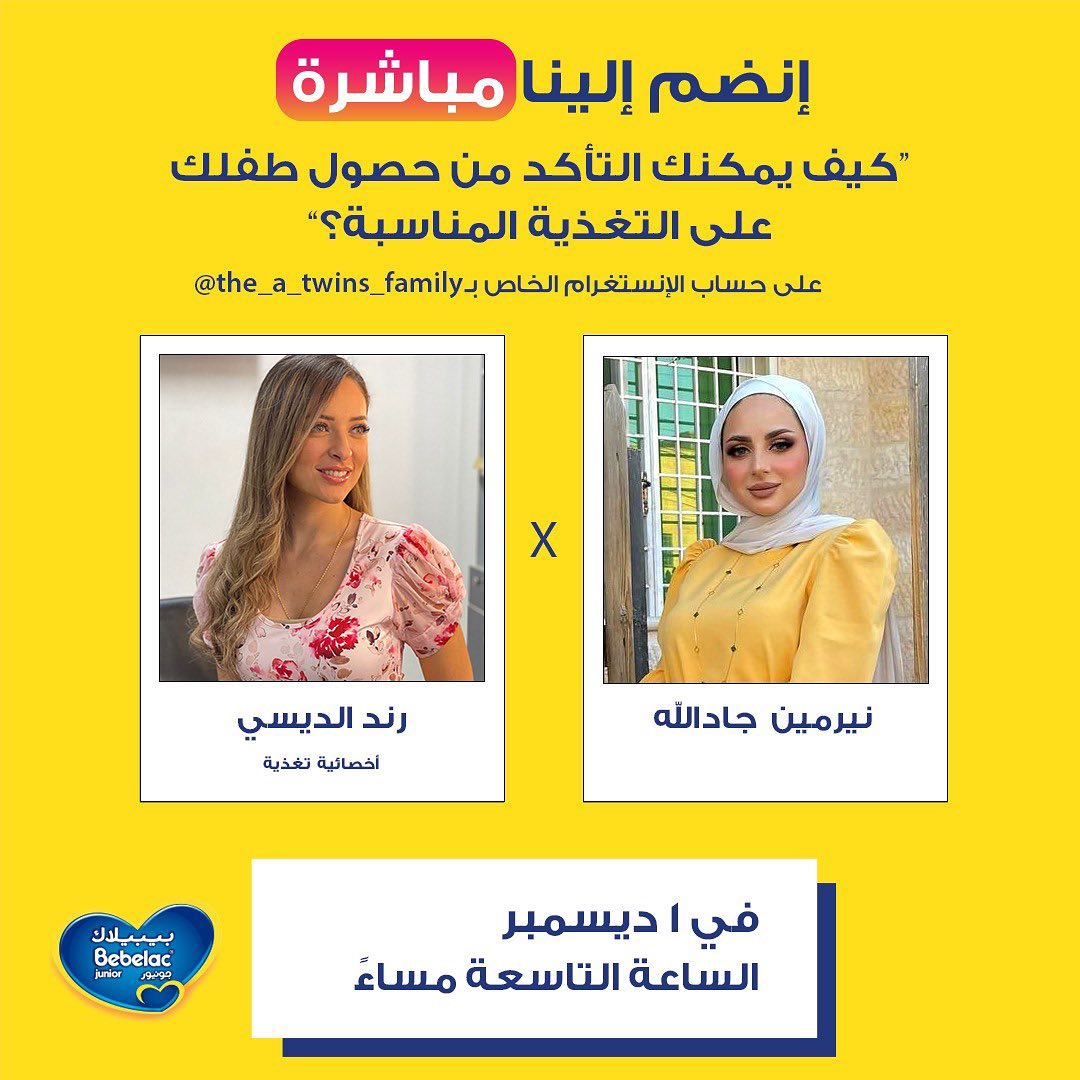 إنضم إلينا مباشرة
”كيف يمكنك التأكد من حصول طفلك
على التغذية المناسبة؟“
على حساب الإنستغرام الخاص بـ @the_a_twins_family
X
نيرمين جادالله
رند الديسي
أخصائية تغذية
في ١ ديسمبر
الساعة التاسعة مساءً
بيبيلاك
Bebelac
junior جونيور